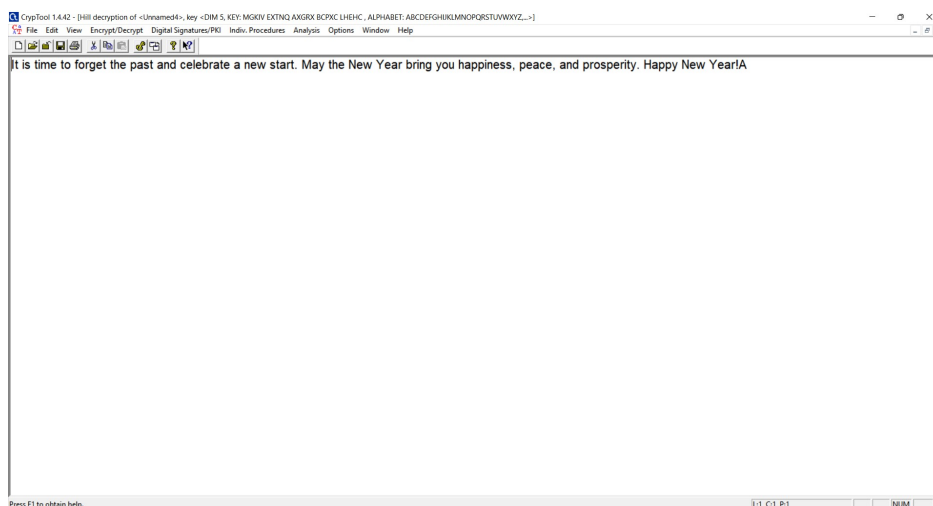 CrypTool 1.4.42 - [Hill decryption of <Unnamed4>, key <DIM 5, KEY: MGKIV EXTNQ AXGRX BCPXC LHEHC , ALPHABET: ABCDEFGHIJKLMNOPQRSTUVWXYZ,...>]
File Edit View Encrypt/Decrypt Digital Signatures/PKI Indiv. Procedures Analysis Options Window Help
It is time to forget the past and celebrate a new start. May the New Year bring you happiness, peace, and prosperity. Happy New Year!A
Press F1 to obtain help. L:1 C:1 P:1 NUM